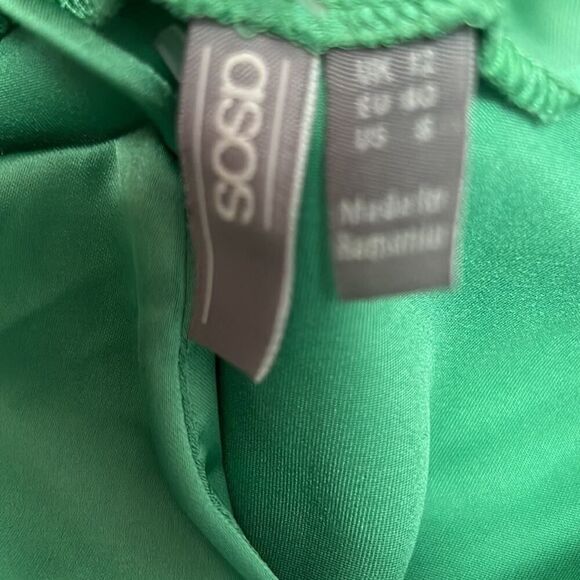 asos
UK 12
EU 40
US 8
Made in
Romania